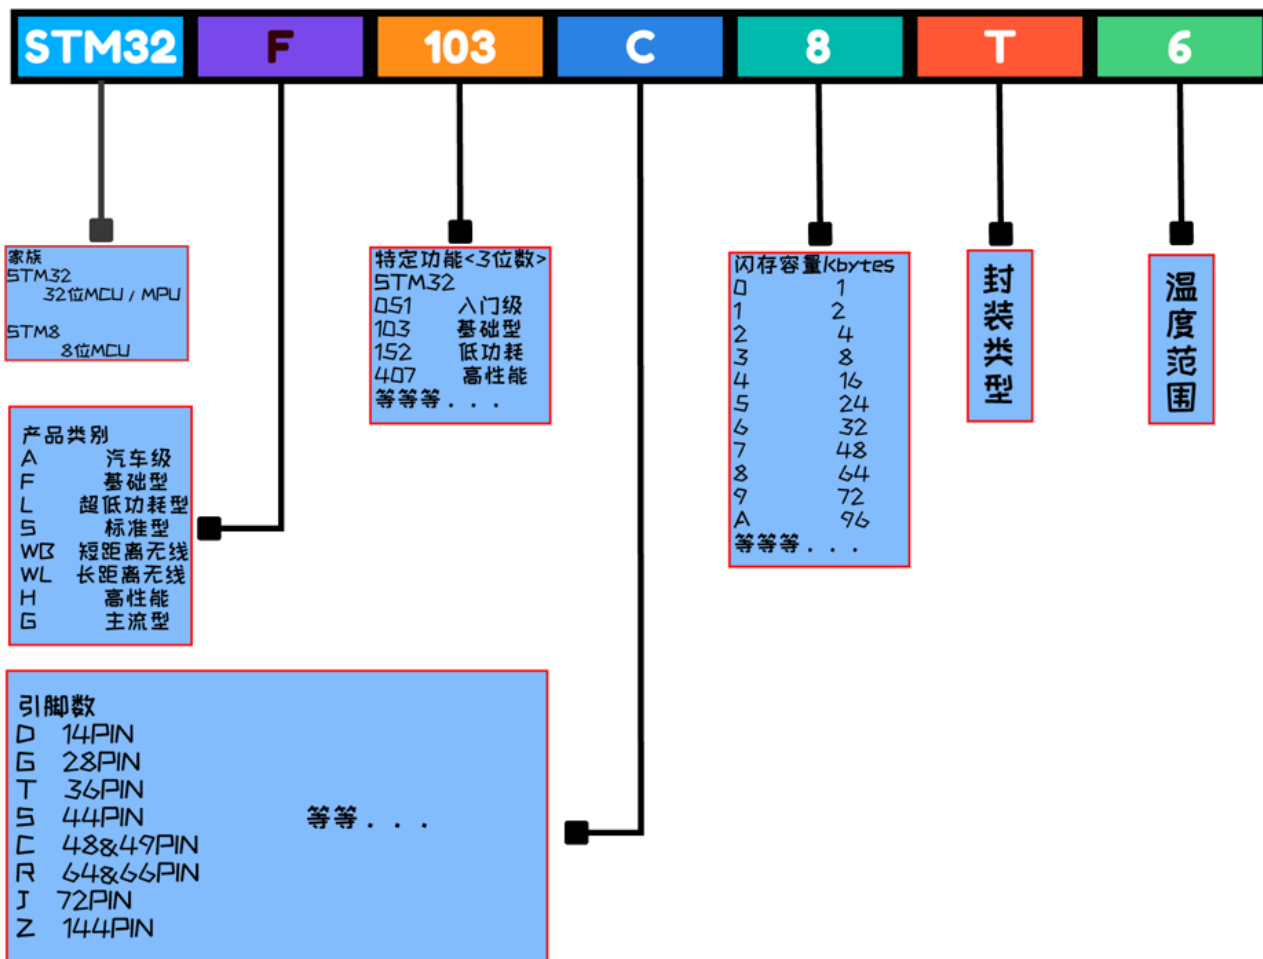 STM32 F 103 C 8 T 6
家族
STM32
32位MCU / MPU
STM8
8位MCU
产品类别
A 汽车级
F 基础型
L 超低功耗型
S 标准型
WB 短距离无线
WL 长距离无线
H 高性能
G 主流型
特定功能<3位数>
STM32
051 入门级
103 基础型
152 低功耗
407 高性能
等等等...
引脚数
D 14PIN
G 28PIN
T 36PIN
S 44PIN 等等...
C 48&49PIN
R 64&66PIN
J 72PIN
Z 144PIN
闪存容量kbytes
0 1
1 2
2 4
3 8
4 16
5 24
6 32
7 48
8 64
9 72
A 96
等等等...
封装类型
温度范围